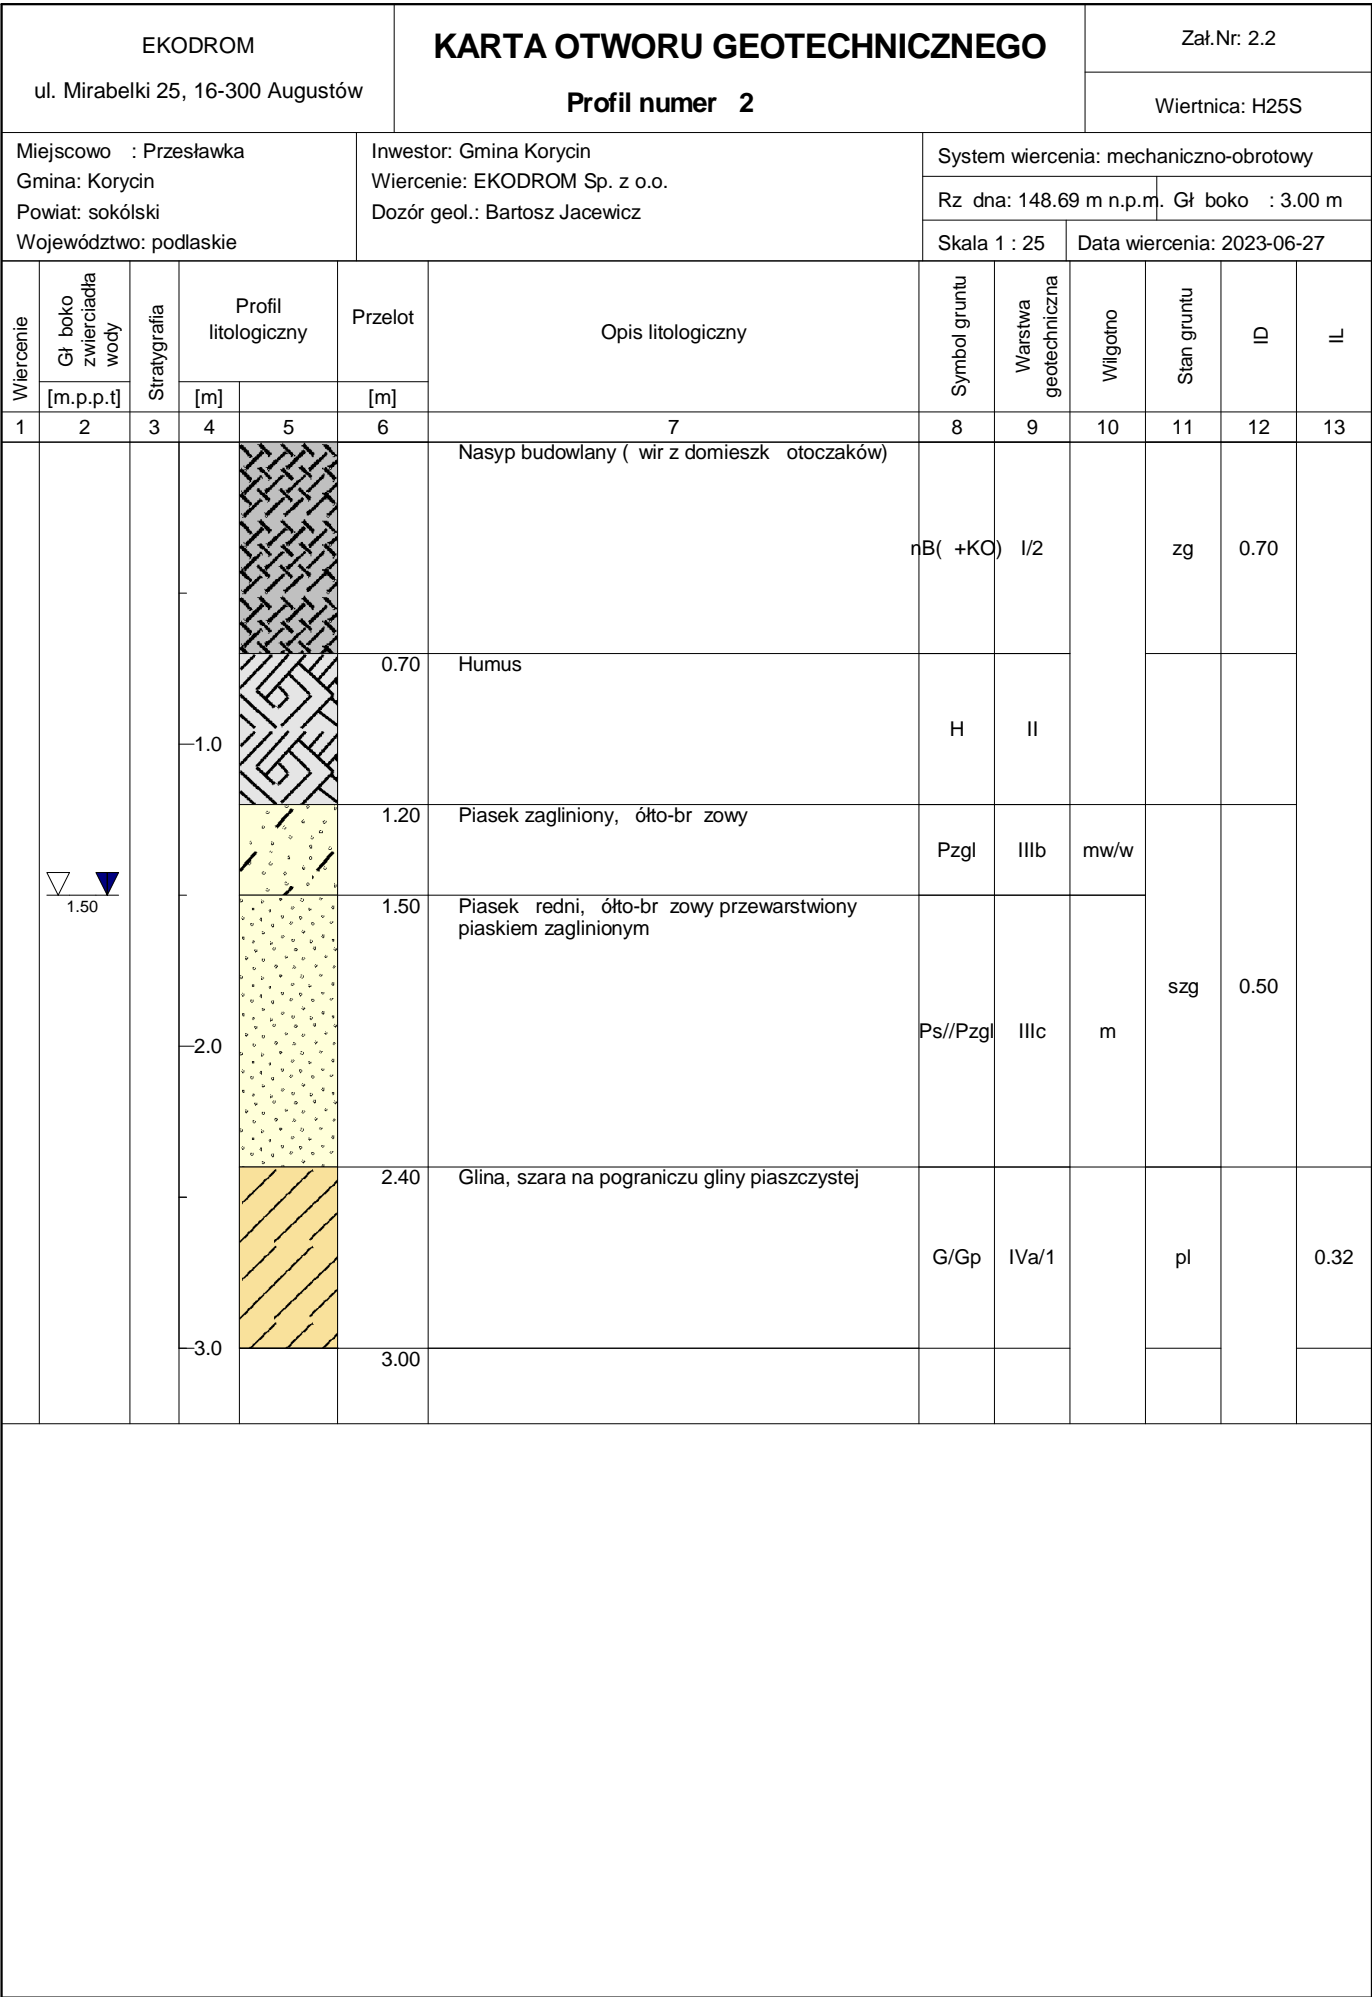 EKODROM
ul. Mirabelki 25, 16-300 Augustów
KARTA OTWORU GEOTECHNICZNEGO
Profil numer 2
Zał.Nr: 2.2
Wiertnica: H25S
Miejscowo : Przesławka
Gmina: Korycin
Powiat: sokólski
Województwo: podlaskie
Inwestor: Gmina Korycin
Wiercenie: EKODROM Sp. z o.o.
Dozór geol.: Bartosz Jacewicz
System wiercenia: mechaniczno-obrotowy
Rz dna: 148.69 m n.p.m. Gł boko : 3.00 m
Skala 1 : 25 Data wiercenia: 2023-06-27
Wiercenie
Gł boko
zwierciadła
wody
[m.p.p.t]
Stratygrafia
Profil
litologiczny
[m]
Przelot
[m]
Opis litologiczny
Symbol gruntu
Warstwa
geotechniczna
Wilgotno
Stan gruntu
ID
IL
1 2 3 4 5 6 7 8 9 10 11 12 13
Nasyp budowlany ( wir z domieszk otoczaków)
nB( +KO) I/2 zg 0.70
0.70 Humus
1.0 H II
1.20 Piasek zagliniony, ółto-br zowy
Pzgl IIIb mw/w
1.50
1.50 Piasek redni, ółto-br zowy przewarstwiony
piaskiem zaglinionym
szg 0.50
2.0 Ps//Pzgl IIIc m
2.40 Glina, szara na pograniczu gliny piaszczystej
G/Gp IVa/1 pl 0.32
3.0
3.00